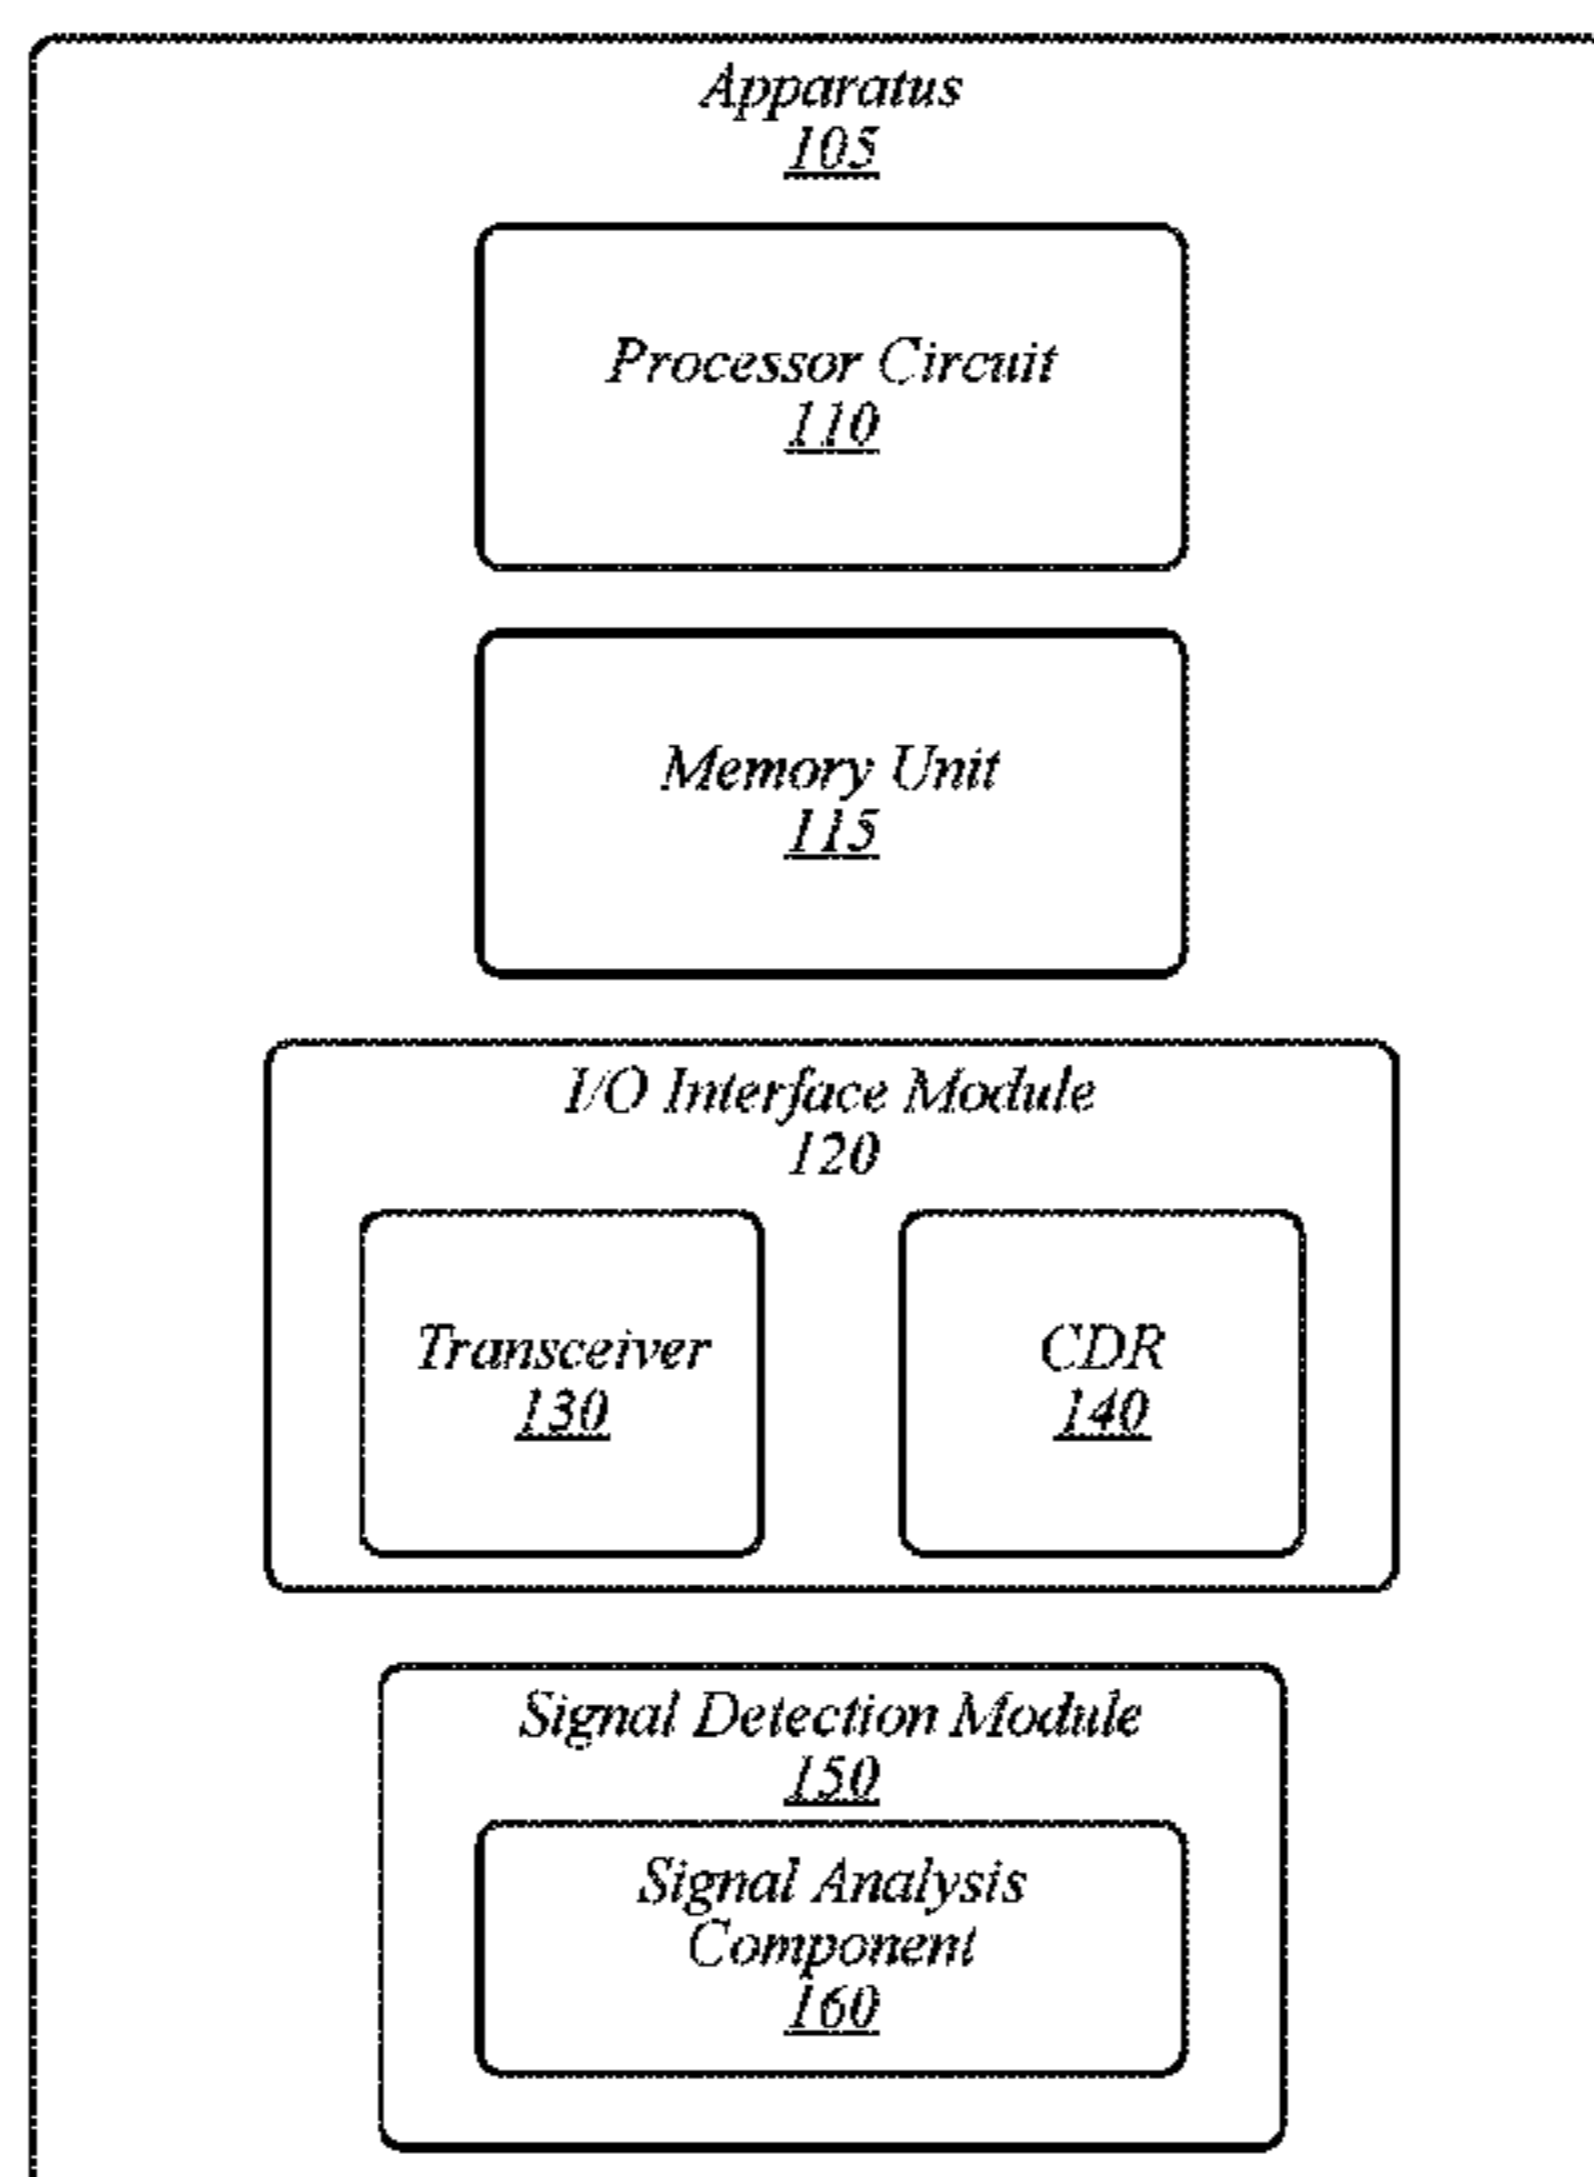 Apparatus
105
Processor Circuit
110
Memory Unit
115
I/O Interface Module
120
Transceiver
130
CDR
140
Signal Detection Module
150
Signal Analysis
Component
160